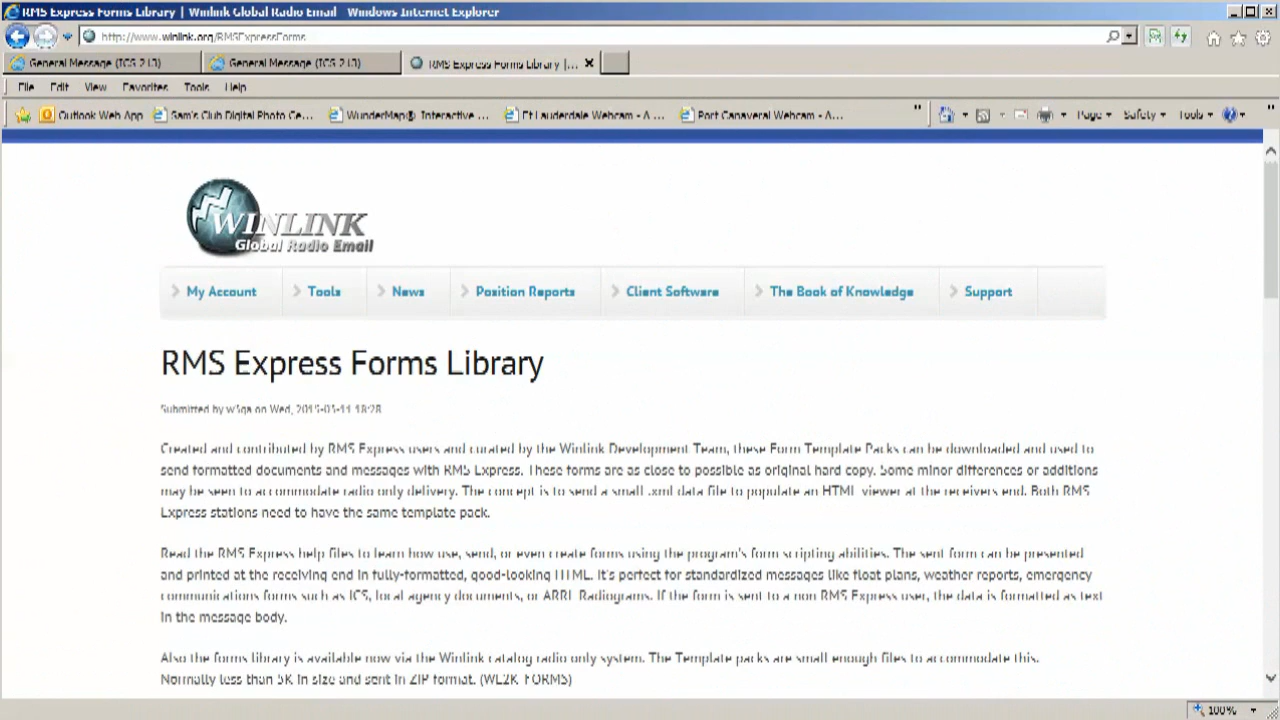 RMS Express Forms Library | Winlink Global Radio Email - Windows Internet Explorer
http://www.winlink.org/RMSExpressForms
General Message (ICS 213) General Message (ICS 213) RMS Express Forms Library |...
File Edit View Favorites Tools Help
Outlook Web App Sam's Club Digital Photo Ce... WunderMap® Interactive ... Ft Lauderdale Webcam - A ... Port Canaveral Webcam - A... Page Safety Tools
WINLINK
Global Radio Email
My Account Tools News Position Reports Client Software The Book of Knowledge Support
RMS Express Forms Library
Submitted by on Wed,
Created and contributed by RMS Express users and curated by the Winlink Development Team, these Form Template Packs can be downloaded and used to
send formatted documents and messages with RMS Express. These forms are as close to possible as original hard copy. Some minor differences or additions
may be seen to accommodate radio only delivery. The concept is to send a small .xml data file to populate an HTML viewer at the receivers end. Both RMS
Express stations need to have the same template pack.
Read the RMS Express help files to learn how use, send, or even create forms using the program's form scripting abilities. The sent form can be presented
and printed at the receiving end in fully-formatted, good-looking HTML. It's perfect for standardized messages like float plans, weather reports, emergency
communications forms such as ICS, local agency documents, or ARRL Radiograms. If the form is sent to a non RMS Express user, the data is formatted as text
in the message body.
Also the forms library is available now via the Winlink catalog radio only system. The Template packs are small enough files to accommodate this.
Normally less than 5K in size and sent in ZIP format. (WL2K_FORMS)
100%